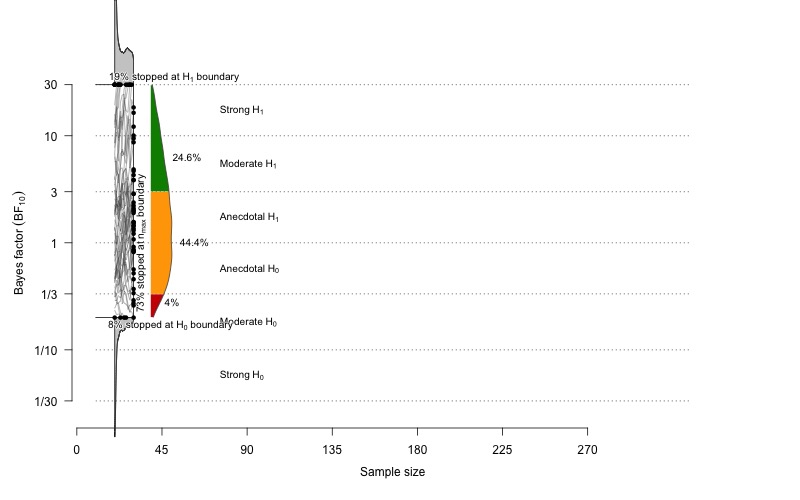 19% stopped at H₁ boundary
30
Strong H₁
10
24.6%
Moderate H₁
3
Anecdotal H₁
44.4%
1
Anecdotal H₀
1/3
4%
73% stopped at nₘₐₓ boundary
8% stopped at H₀ boundary
Moderate H₀
1/10
Strong H₀
1/30
Bayes factor (BF₁₀)
0 45 90 135 180 225 270
Sample size